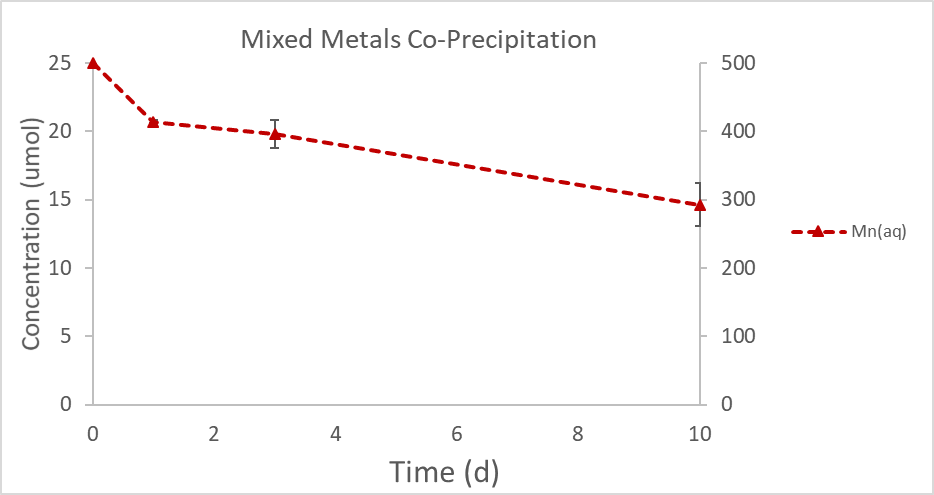 Mixed Metals Co-Precipitation
25
20
15
10
5
0
Concentration (umol)
500
400
300
200
100
0
0 2 4 6 8 10
Time (d)
Mn(aq)